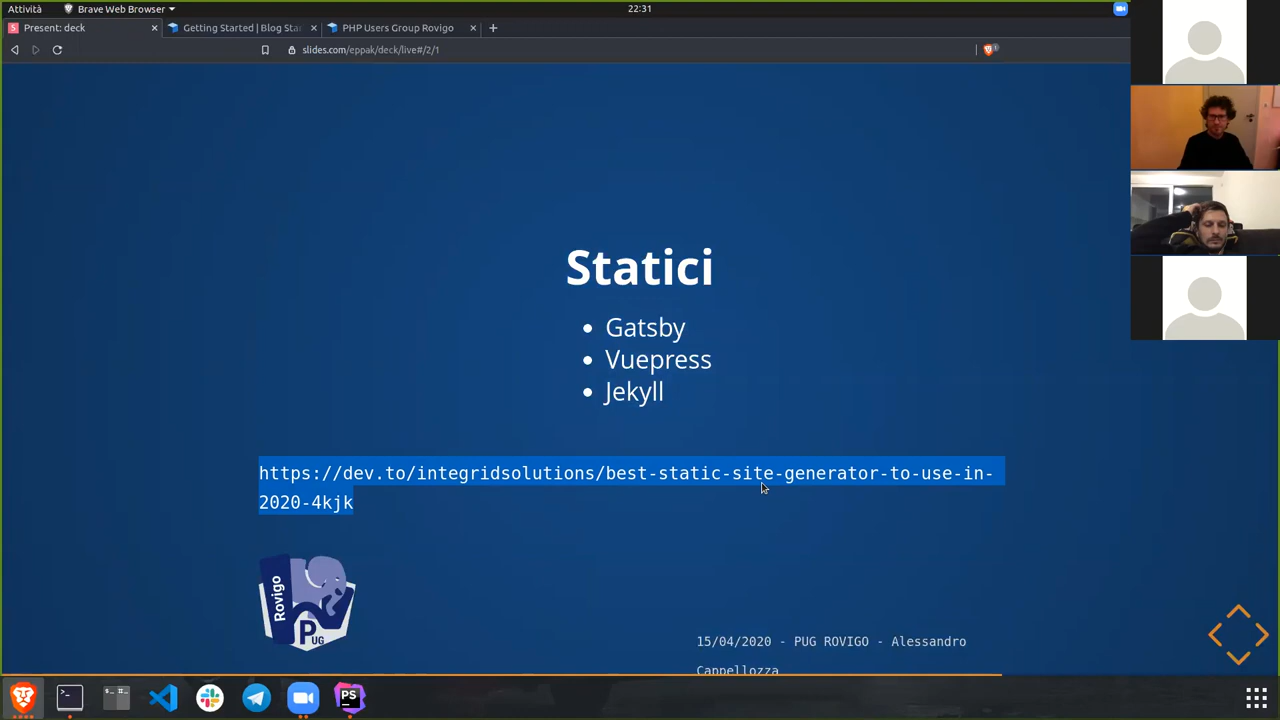 Attività
Brave Web Browser
22:31
Present: deck
Getting Started | Blog Sta
PHP Users Group Rovigo
slides.com/eppak/deck/live#/2/1
1
Statici
Gatsby
Vuepress
Jekyll
https://dev.to/integridsolutions/best-static-site-generator-to-use-in-
2020-4kjk
Rovigo
PUG
15/04/2020 - PUG ROVIGO - Alessandro
Cappellozza
PS